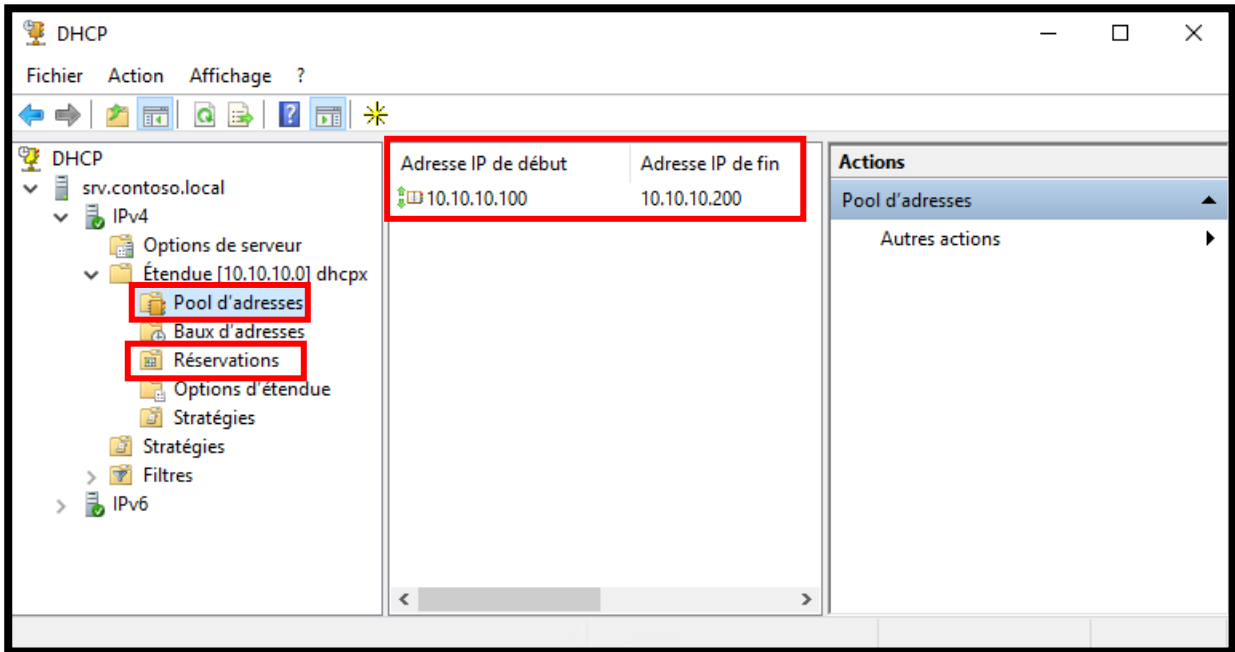 DHCP
Fichier Action Affichage ?
DHCP
srv.contoso.local
IPv4
Options de serveur
Étendue [10.10.10.0] dhcpx
Pool d'adresses
Baux d'adresses
Réservations
Options d'étendue
Stratégies
Stratégies
Filtres
IPv6
Adresse IP de début Adresse IP de fin
10.10.10.100 10.10.10.200
Actions
Pool d'adresses
Autres actions